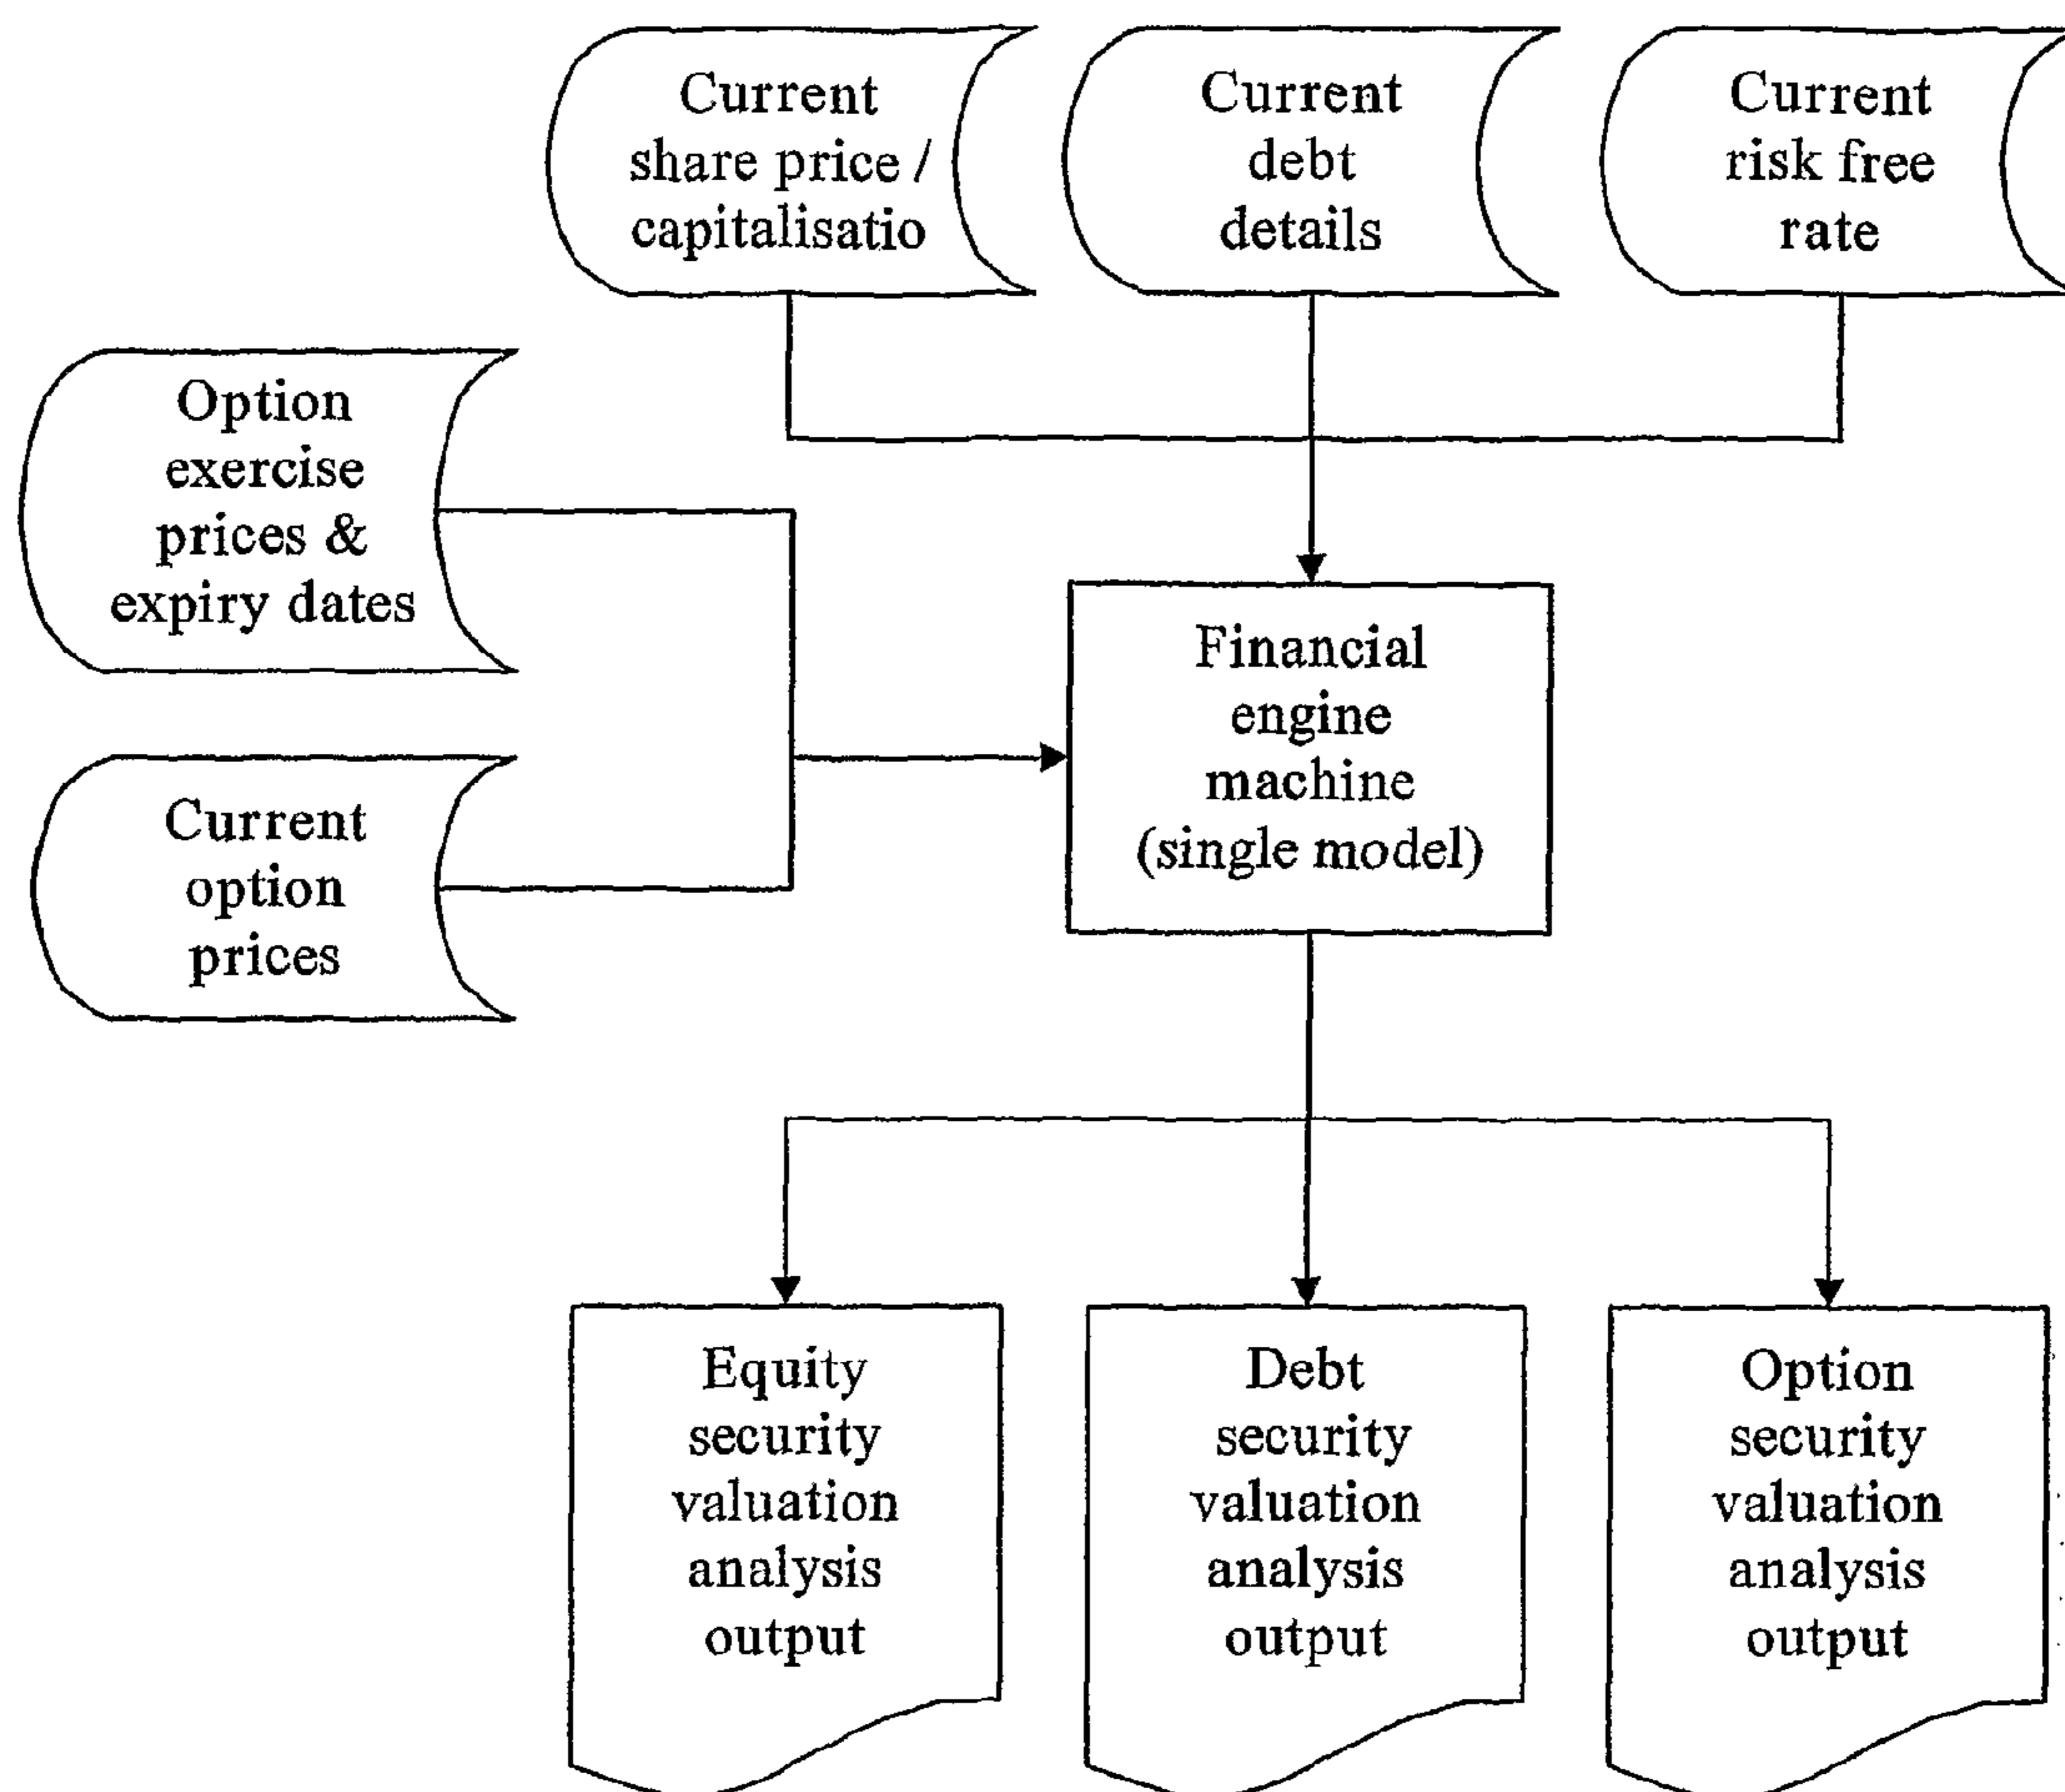 Current
share price /
capitalisatio
Current
debt
details
Current
risk free
rate
Option
exercise
prices &
expiry dates
Current
option
prices
Financial
engine
machine
(single model)
Equity
security
valuation
analysis
output
Debt
security
valuation
analysis
output
Option
security
valuation
analysis
output